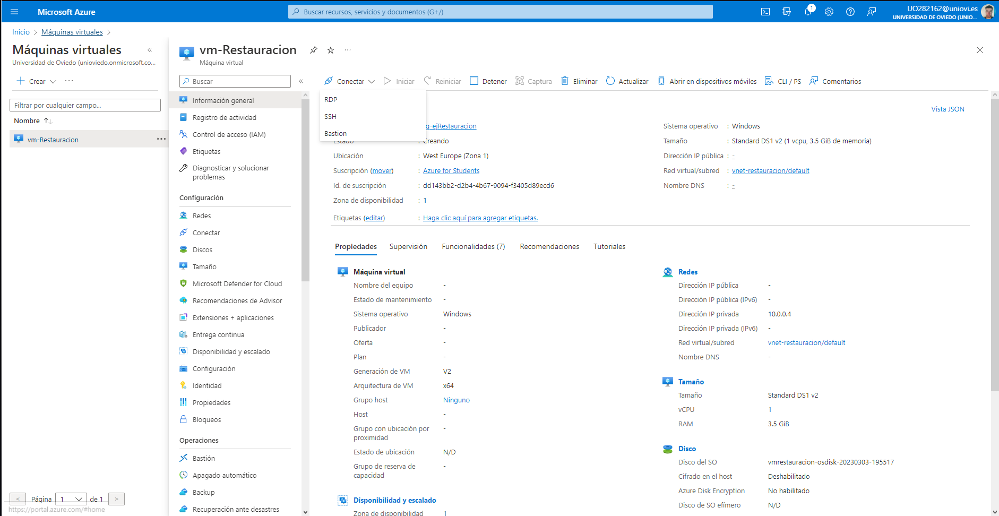 Microsoft Azure
Buscar recursos, servicios y documentos (G+/)
1
UO282162@uniovi.es
UNIVERSIDAD DE OVIEDO (UNIO...
Inicio > Máquinas virtuales >
Máquinas virtuales
Universidad de Oviedo (unioviedo.onmicrosoft.co...
Crear
Filtrar por cualquier campo...
Nombre
vm-Restauracion
< Página 1 de 1 >
https://portal.azure.com/#home
vm-Restauracion
Máquina virtual
Buscar
Información general
Registro de actividad
Control de acceso (IAM)
Etiquetas
Diagnosticar y solucionar
problemas
Configuración
Redes
Conectar
Discos
Tamaño
Microsoft Defender for Cloud
Recomendaciones de Advisor
Extensiones + aplicaciones
Entrega continua
Disponibilidad y escalado
Configuración
Identidad
Propiedades
Bloqueos
Operaciones
Bastión
Apagado automático
Backup
Recuperación ante desastres
Conectar Iniciar Reiniciar Detener Captura Eliminar Actualizar Abrir en dispositivos móviles CLI / PS Comentarios
RDP
SSH
Bastion
Vista JSON
g-ejRestauracion
Estado : Creando
Ubicación : West Europe (Zona 1)
Suscripción (mover) : Azure for Students
Id. de suscripción : dd143bb2-d2b4-4b67-9094-f3405d89ecd6
Zona de disponibilidad : 1
Etiquetas (editar) : Haga clic aquí para agregar etiquetas.
Sistema operativo : Windows
Tamaño : Standard DS1 v2 (1 vcpu, 3.5 GiB de memoria)
Dirección IP pública : -
Red virtual/subred : vnet-restauracion/default
Nombre DNS : -
Propiedades Supervisión Funcionalidades (7) Recomendaciones Tutoriales
Máquina virtual
Nombre del equipo -
Estado de mantenimiento -
Sistema operativo Windows
Publicador -
Oferta -
Plan -
Generación de VM V2
Arquitectura de VM x64
Grupo host Ninguno
Host -
Grupo con ubicación por
proximidad -
Estado de ubicación N/D
Grupo de reserva de
capacidad -
Disponibilidad y escalado
Zona de disponibilidad 1
Redes
Dirección IP pública -
Dirección IP pública (IPv6) -
Dirección IP privada 10.0.0.4
Dirección IP privada (IPv6) -
Red virtual/subred vnet-restauracion/default
Nombre DNS -
Tamaño
Tamaño Standard DS1 v2
vCPU 1
RAM 3.5 GiB
Disco
Disco del SO vmrestauracion-osdisk-20230303-195517
Cifrado en el host Deshabilitado
Azure Disk Encryption No habilitado
Disco de SO efímero N/D